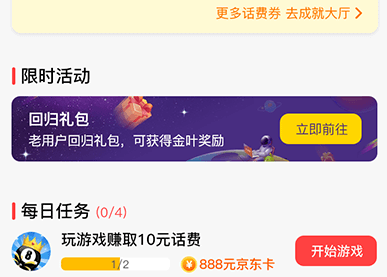 更多话费券 去成就大厅 >
限时活动
回归礼包
老用户回归礼包，可获得金叶奖励
立即前往
每日任务 (0/4)
玩游戏赚取10元话费
1/2
888元京东卡
开始游戏
8